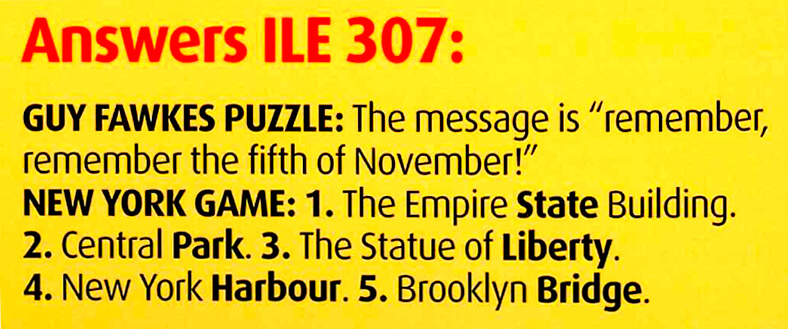 Answers ILE 307:
GUY FAWKES PUZZLE: The message is “remember,
remember the fifth of November!”
NEW YORK GAME: 1. The Empire State Building.
2. Central Park. 3. The Statue of Liberty.
4. New York Harbour. 5. Brooklyn Bridge.